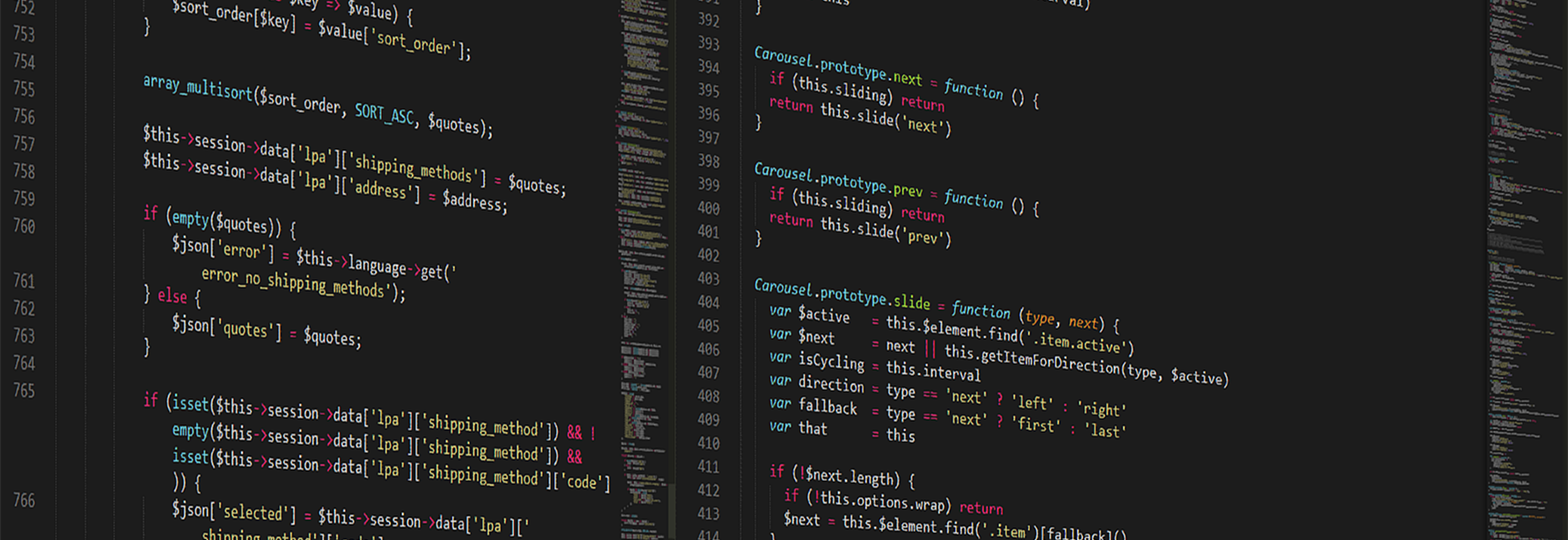 $key => $value) {
$sort_order[$key] = $value['sort_order'];
752 }
753
754 array_multisort($sort_order, SORT_ASC, $quotes);
755
756 $this->session->data['lpa']['shipping_methods'] = $quotes;
757 $this->session->data['lpa']['address'] = $address;
758
759 if (empty($quotes)) {
760 $json['error'] = $this->language->get('
error_no_shipping_methods');
761 } else {
762 $json['quotes'] = $quotes;
763 }
764
765 if (isset($this->session->data['lpa']['shipping_method']) && !
empty($this->session->data['lpa']['shipping_method']) &&
isset($this->session->data['lpa']['shipping_method']['code']
)) {
766 $json['selected'] = $this->session->data['lpa']['
392 }
393
394 Carousel.prototype.next = function () {
395 if (this.sliding) return
396 return this.slide('next')
397 }
398
399 Carousel.prototype.prev = function () {
400 if (this.sliding) return
401 return this.slide('prev')
402 }
403
404 Carousel.prototype.slide = function (type, next) {
405 var $active = this.$element.find('.item.active')
406 var $next = next || this.getItemForDirection(type, $active)
407 var isCycling = this.interval
408 var direction = type == 'next' ? 'left' : 'right'
409 var fallback = type == 'next' ? 'first' : 'last'
410 var that = this
411
412 if (!$next.length) {
413 if (!this.options.wrap) return
414 $next = this.$element.find('.item')[fallback]()